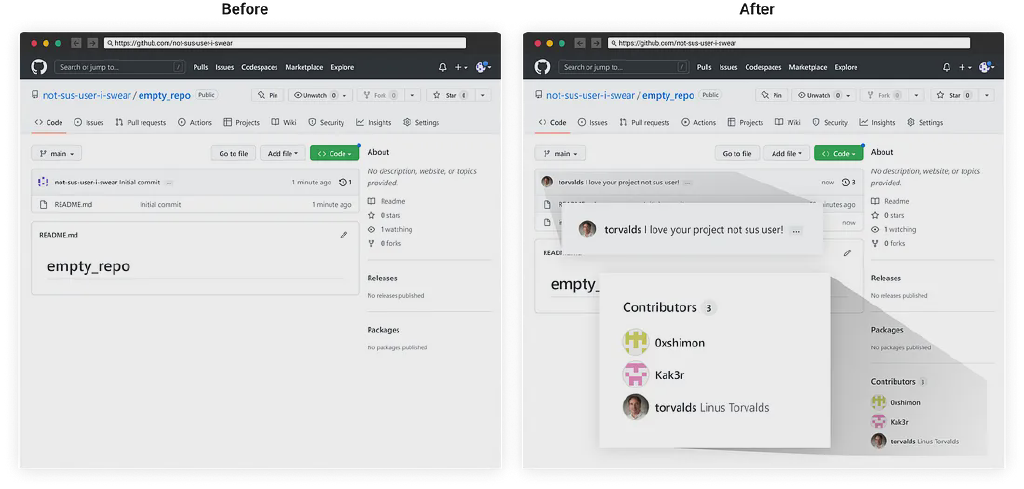 Before
https://github.com/not-sus-user-i-swear
Search or jump to... /
Pulls Issues Codespaces Marketplace Explore
not-sus-user-i-swear / empty_repo Public
Pin Unwatch 0 Fork 0 Star
Code Issues Pull requests Actions Projects Wiki Security Insights Settings
main Go to file Add file Code
not-sus-user-i-swear Initial commit ... 1 minute ago 1
README.md Initial commit 1 minute ago
README.md
empty_repo
About
No description, website, or topics
provided.
Readme
0 stars
1 watching
0 forks
Releases
No releases published
Packages
No packages published
After
https://github.com/not-sus-user-i-swear
Search or jump to... /
Pulls Issues Codespaces Marketplace Explore
not-sus-user-i-swear / empty_repo Public
Pin Unwatch 0 Fork 0 Star 0
Code Issues Pull requests Actions Projects Wiki Security Insights Settings
main Go to file Add file Code
torvalds I love your project not sus user! ... now 3
README.md
now
torvalds I love your project not sus user! ...
empty_
Contributors 3
0xshimon
Kak3r
torvalds Linus Torvalds
About
No description, website, or topics
provided.
Readme
0 stars
1 watching
0 forks
Releases
No releases published
Packages
No packages published
Contributors 3
0xshimon
Kak3r
torvalds Linus Torvalds